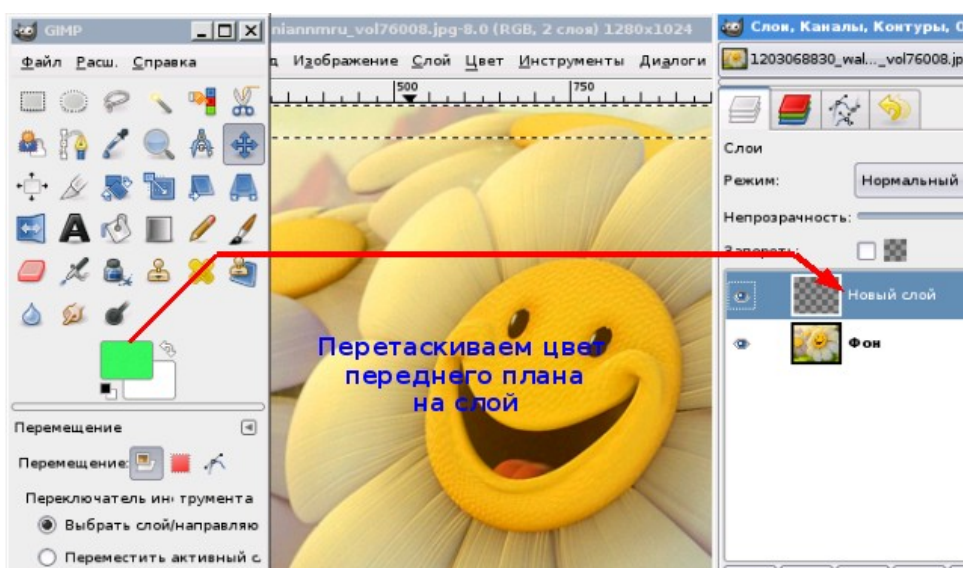 GIMP
niannmru_vol76008.jpg-8.0 (RGB, 2 слоя) 1280x1024
Слои, Каналы, Контуры, О
Файл Расш. Справка
Изображение Слой Цвет Инструменты Диалоги
1203068830_wal..._vol76008.jp
500 750
Слои
Режим: Нормальный
Непрозрачность:
Запереть:
Новый слой
Фон
Перетаскиваем цвет
переднего плана
на слой
Перемещение
Перемещение:
Переключатель инструмента
Выбрать слой/направляю
Переместить активный с